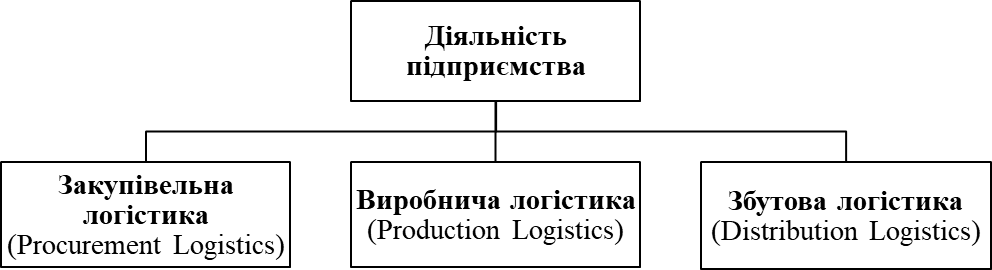 Діяльність
підприємства
Закупівельна
логістика
(Procurement Logistics)
Виробнича логістика
(Production Logistics)
Збутова логістика
(Distribution Logistics)